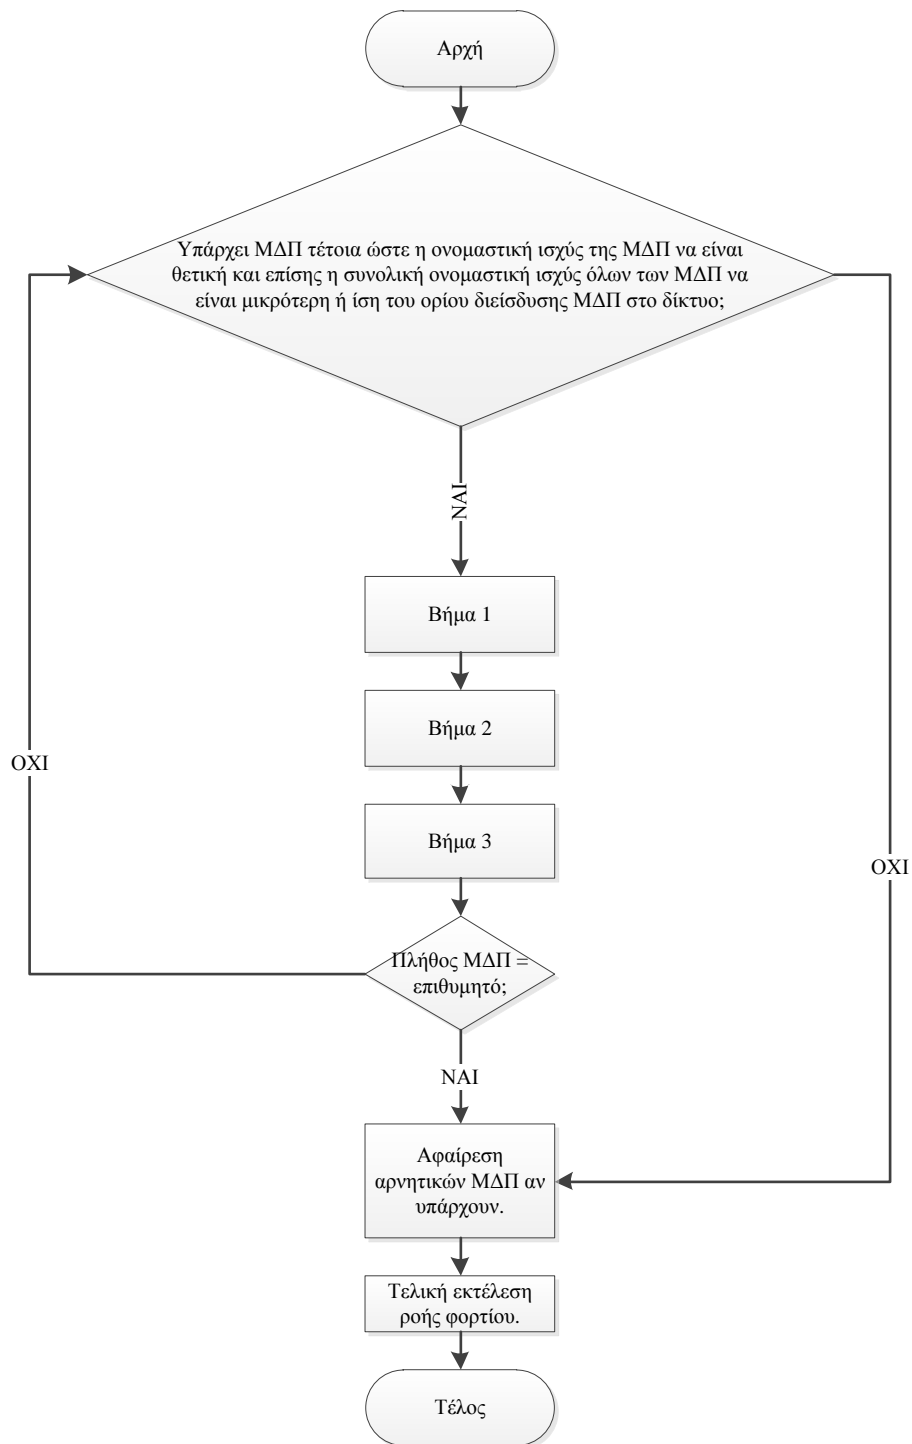 Αρχή
Υπάρχει ΜΔΠ τέτοια ώστε η ονομαστική ισχύς της ΜΔΠ να είναι
θετική και επίσης η συνολική ονομαστική ισχύς όλων των ΜΔΠ να
είναι μικρότερη ή ίση του ορίου διείσδυσης ΜΔΠ στο δίκτυο;
ΝΑΙ
Βήμα 1
Βήμα 2
ΟΧΙ
Βήμα 3
ΟΧΙ
Πλήθος ΜΔΠ =
επιθυμητό;
ΝΑΙ
Αφαίρεση
αρνητικών ΜΔΠ αν
υπάρχουν.
Τελική εκτέλεση
ροής φορτίου.
Τέλος